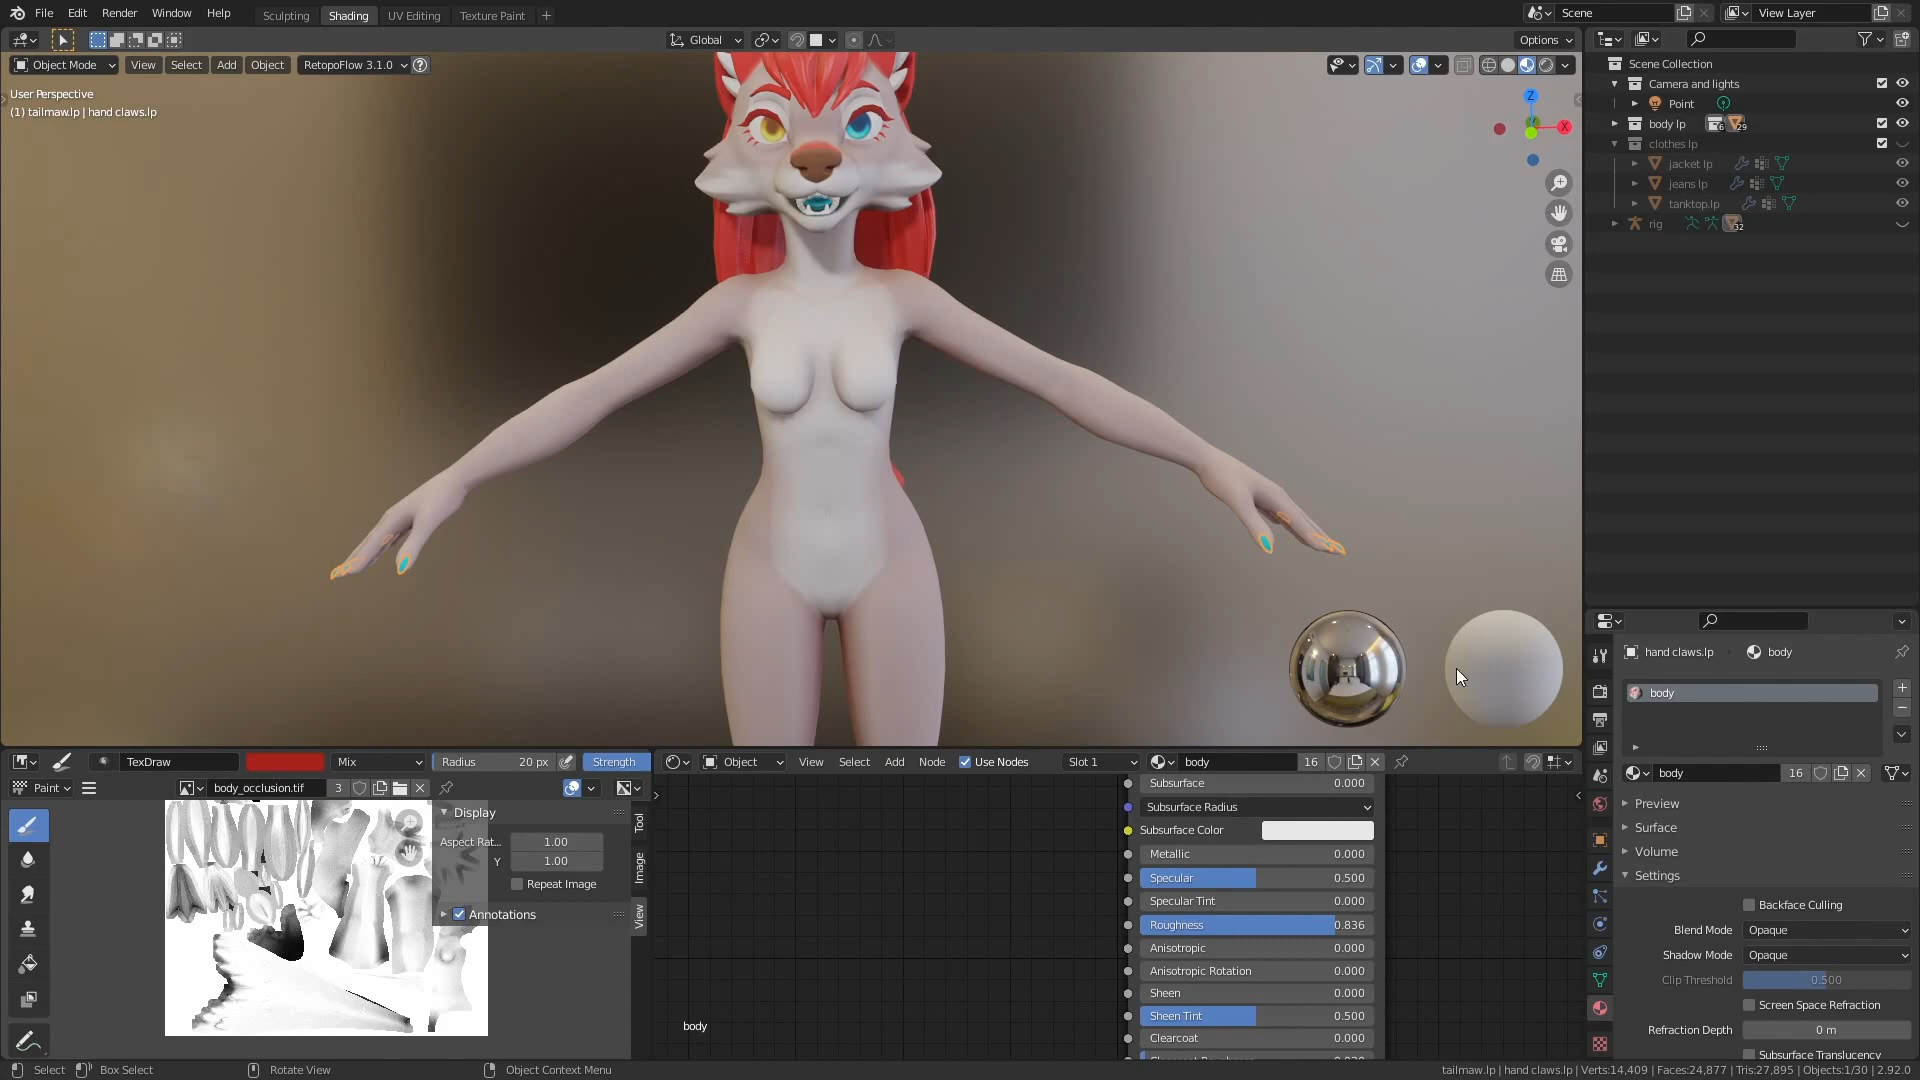 File Edit Render Window Help Sculpting Shading UV Editing Texture Paint + Scene View Layer
Global Options
Object Mode View Select Add Object RetopoFlow 3.1.0
User Perspective
(1) tailmaw.lp | hand claws.lp
Z
X
Scene Collection
Camera and lights
Point
body lp 6 29
clothes lp
jacket lp
jeans lp
tanktop.lp
rig 32
hand claws.lp body
body
body 16
Preview
Surface
Volume
Settings
Backface Culling
Blend Mode Opaque
Shadow Mode Opaque
Clip Threshold 0.500
Screen Space Refraction
Refraction Depth 0 m
Subsurface Translucency
TexDraw Mix Radius 20 px Strength
Paint body_occlusion.tif 3
Display
Aspect Rat... 1.00
Y 1.00
Repeat Image
Annotations
Tool
Image
View
Object View Select Add Node Use Nodes Slot 1 body 16
Subsurface 0.000
Subsurface Radius
Subsurface Color
Metallic 0.000
Specular 0.500
Specular Tint 0.000
Roughness 0.836
Anisotropic 0.000
Anisotropic Rotation 0.000
Sheen 0.000
Sheen Tint 0.500
Clearcoat 0.000
body
Select Box Select Rotate View Object Context Menu
tailmaw.lp | hand claws.lp | Verts:14,409 | Faces:24,877 | Tris:27,895 | Objects:1/30 | 2.92.0